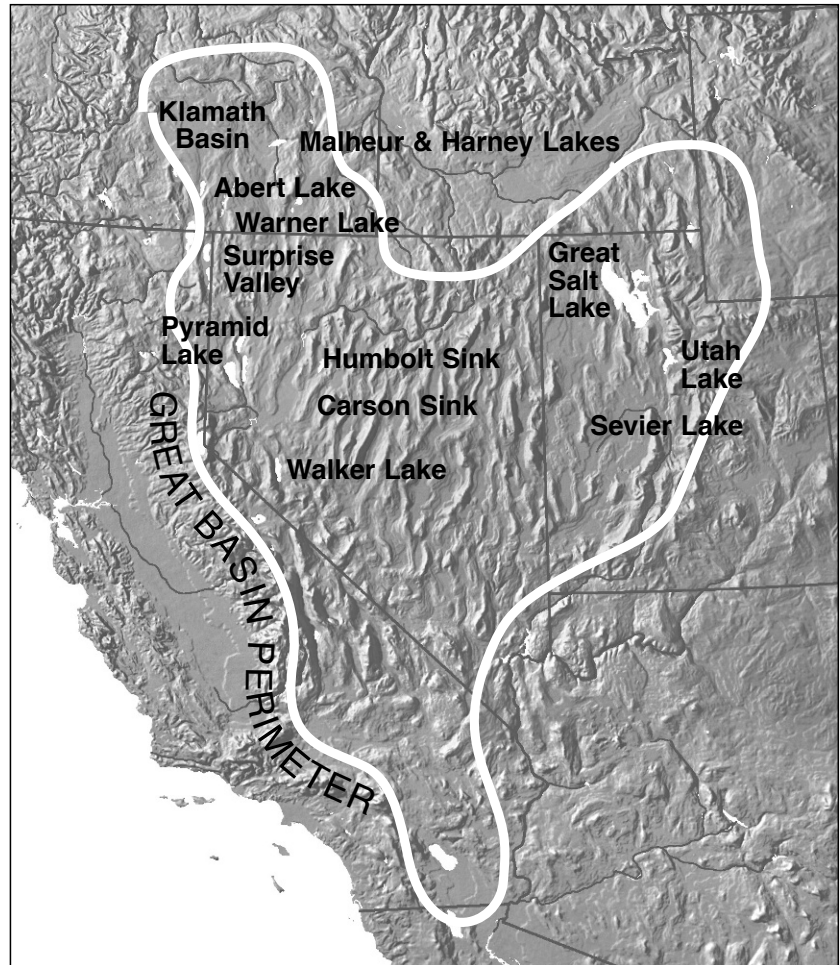 Klamath
Basin
Malheur & Harney Lakes
Abert Lake
Warner Lake
Surprise
Valley
Great
Salt
Lake
Pyramid
Lake
Humbolt Sink
Utah
Lake
Carson Sink
Sevier Lake
Walker Lake
GREAT BASIN PERIMETER